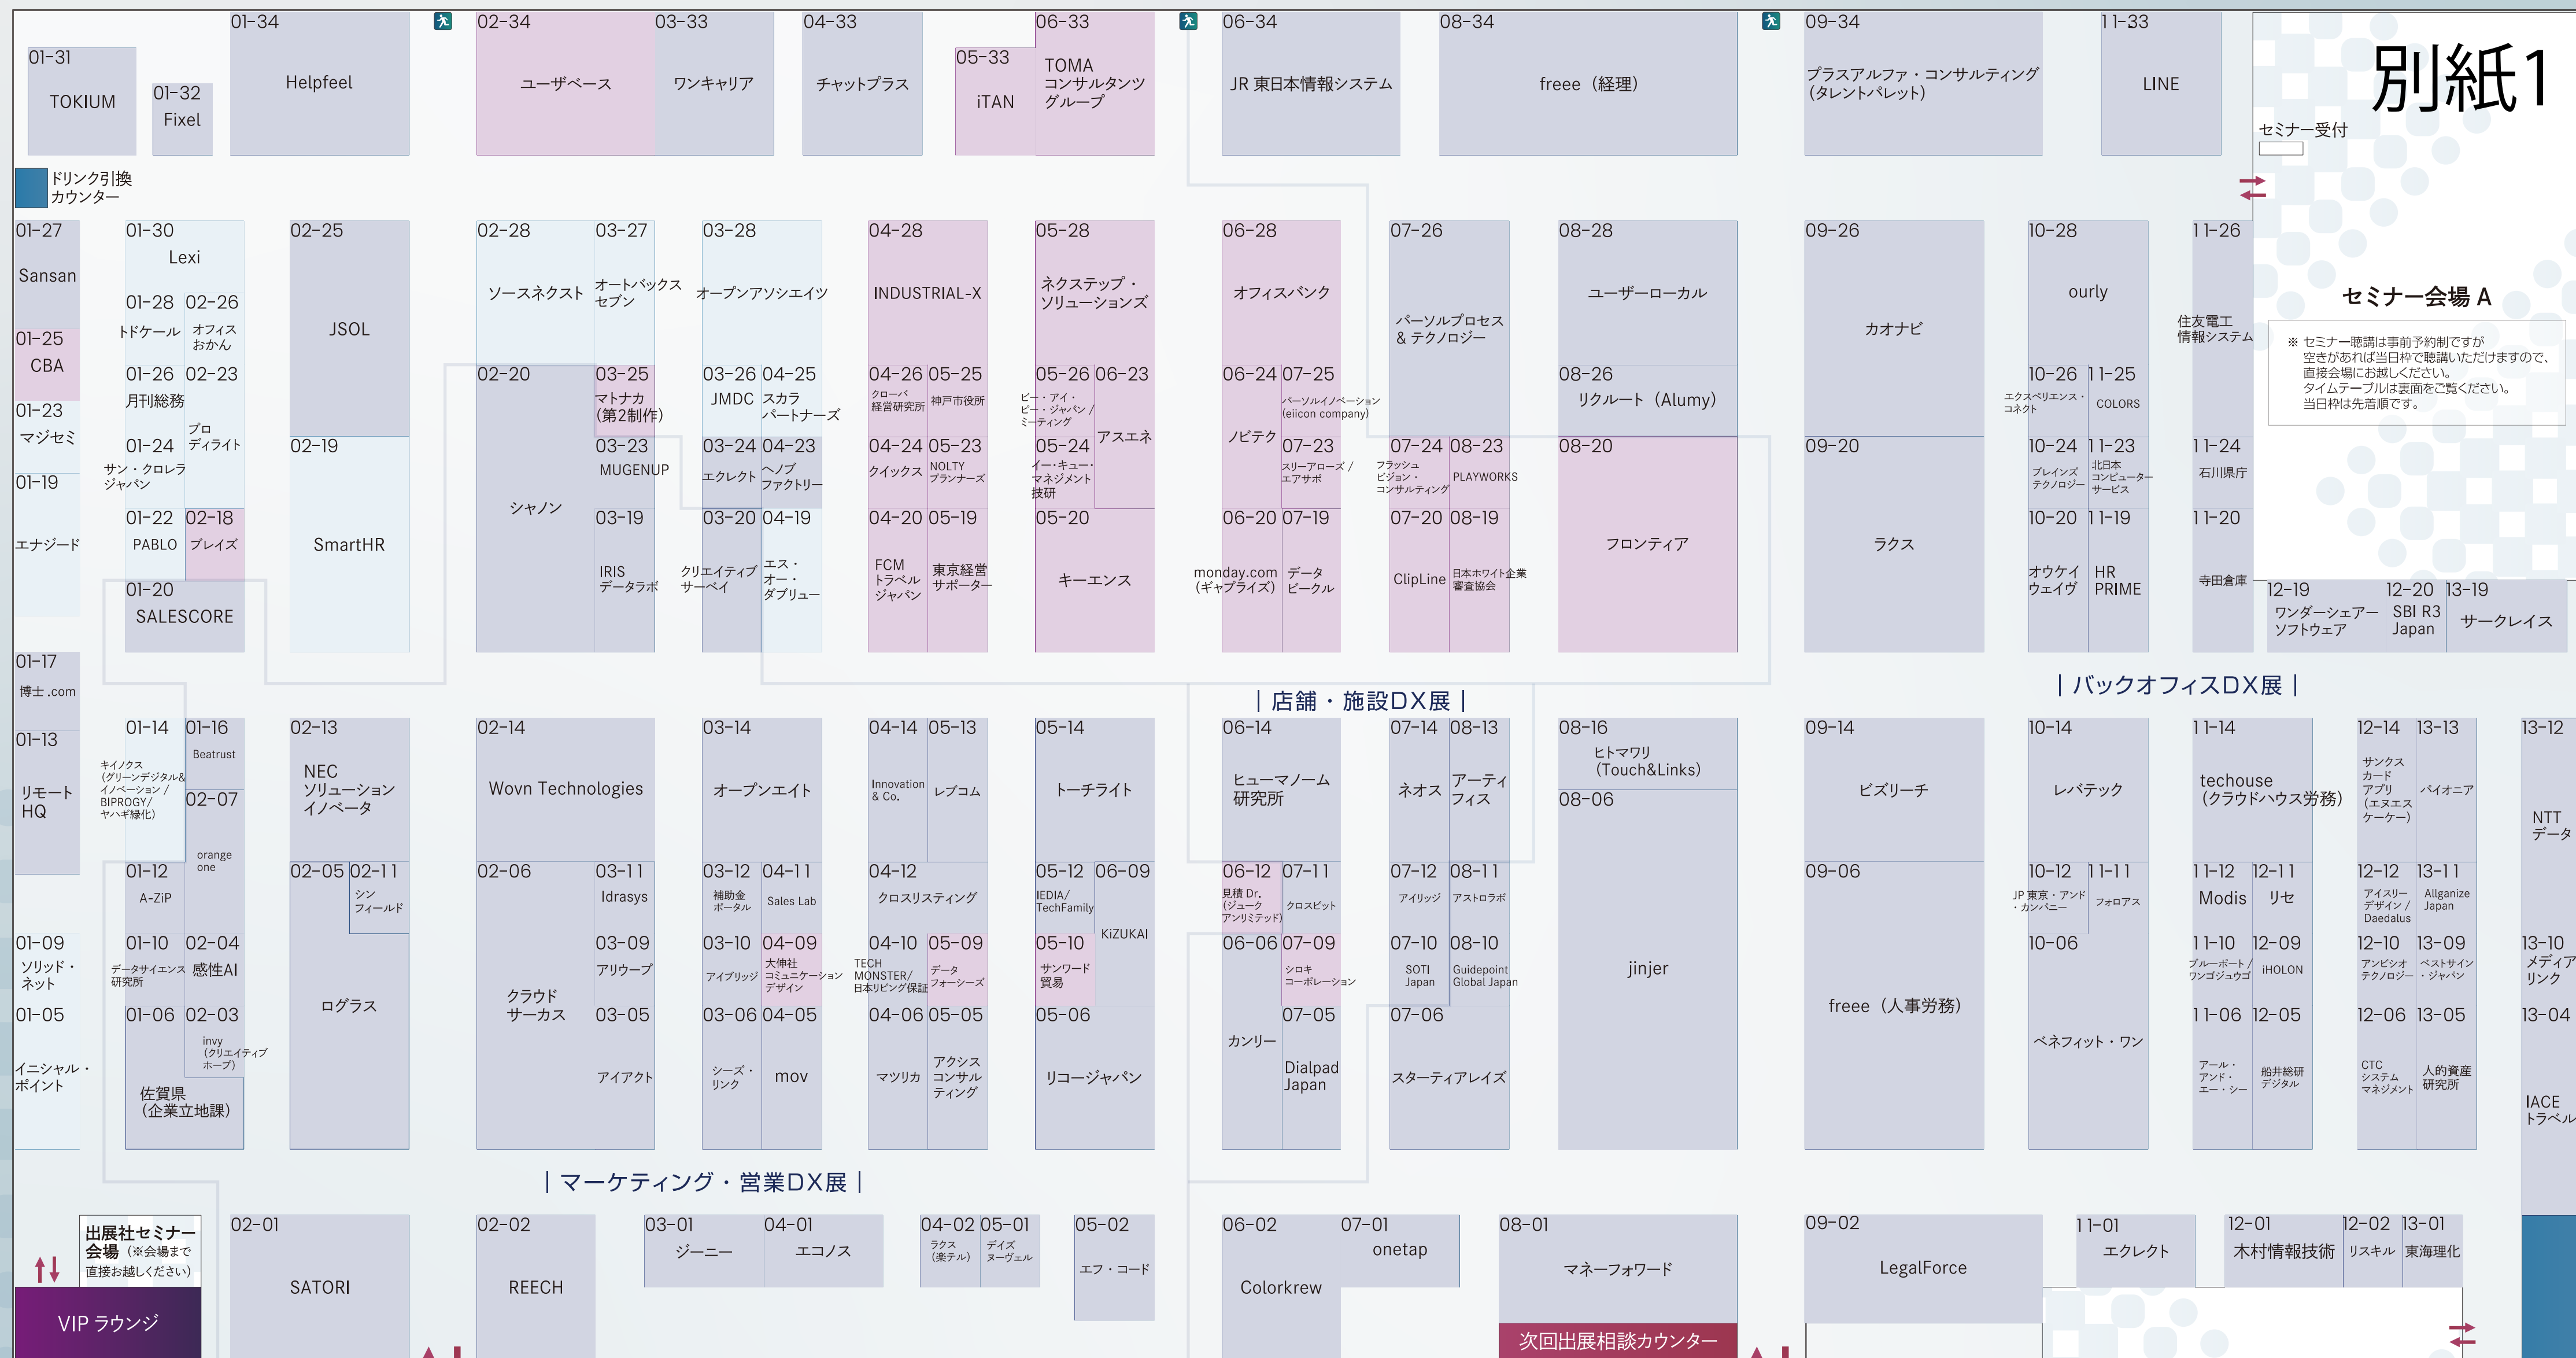 01-34
02-34
03-33
04-33
06-33
06-34
08-34
09-34
11-33
別紙1
01-31
TOKIUM
01-32
Fixel
Helpfeel
ユーザベース
ワンキャリア
チャットプラス
05-33
iTAN
TOMA
コンサルタンツ
グループ
JR 東日本情報システム
freee（経理）
プラスアルファ・コンサルティング
（タレントパレット）
LINE
セミナー受付
ドリンク引換
カウンター
01-27
Sansan
01-25
CBA
01-23
マジセミ
01-19
エナジード
01-30
Lexi
01-28
トドケール
02-26
オフィス
おかん
01-26
月刊総務
02-23
プロ
ディライト
01-24
サン・クロレラ
ジャパン
01-22
PABLO
02-18
ブレイズ
01-20
SALESCORE
02-25
JSOL
02-19
SmartHR
02-28
ソースネクスト
03-27
オートバックス
セブン
02-20
シャノン
03-25
マトナカ
（第2制作）
03-23
MUGENUP
03-19
IRIS
データラボ
03-28
オープンアソシエイツ
03-26
JMDC
04-25
スカラ
パートナーズ
03-24
エクレクト
04-23
ヘノブ
ファクトリー
03-20
クリエイティブ
サーベイ
04-19
エス・
オー・
ダブリュー
04-28
INDUSTRIAL-X
04-26
クローバ
経営研究所
05-25
神戸市役所
04-24
クイックス
05-23
NOLTY
プランナーズ
04-20
FCM
トラベル
ジャパン
05-19
東京経営
サポーター
05-28
ネクステップ・
ソリューションズ
05-26
ビー・アイ・
ピー・ジャパン /
ミーティング
06-23
アスエネ
05-24
イー・キュー・
マネジメント
技研
05-20
キーエンス
06-28
オフィスバンク
06-24
ノビテク
07-25
パーソルイノベーション
(eiicon company)
07-23
スリーアローズ /
エアサポ
06-20
monday.com
（ギャプライズ）
07-19
データ
ビークル
07-26
パーソルプロセス
& テクノロジー
07-24
フラッシュ
ビジョン・
コンサルティング
08-23
PLAYWORKS
07-20
ClipLine
08-19
日本ホワイト企業
審査協会
08-28
ユーザーローカル
08-26
リクルート（Alumy）
08-20
フロンティア
09-26
カオナビ
09-20
ラクス
10-28
ourly
10-26
エクスペリエンス・
コネクト
11-25
COLORS
10-24
ブレインズ
テクノロジー
11-23
北日本
コンピューター
サービス
10-20
オウケイ
ウェイヴ
11-19
HR
PRIME
11-26
住友電工
情報システム
11-24
石川県庁
11-20
寺田倉庫
セミナー会場 A
※ セミナー聴講は事前予約制ですが
空きがあれば当日枠で聴講いただけますので、
直接会場にお越しください。
タイムテーブルは裏面をご覧ください。
当日枠は先着順です。
12-19
ワンダーシェアー
ソフトウェア
12-20
SBI R3
Japan
13-19
サークレイス
｜店舗・施設DX展｜
｜バックオフィスDX展｜
01-17
博士.com
01-13
リモート
HQ
01-09
ソリッド・
ネット
01-05
イニシャル・
ポイント
01-14
キイノクス
（グリーンデジタル&
イノベーション /
BIPROGY/
ヤハギ緑化）
01-16
Beatrust
02-07
orange
one
01-12
A-ZiP
01-10
データサイエンス
研究所
02-04
感性AI
01-06
佐賀県
（企業立地課）
02-03
invy
（クリエイティブ
ホープ）
02-13
NEC
ソリューション
イノベータ
02-05
ログラス
02-11
シン
フィールド
02-14
Wovn Technologies
02-06
クラウド
サーカス
03-11
Idrasys
03-09
アリウープ
03-05
アイアクト
03-14
オープンエイト
03-12
補助金
ポータル
04-11
Sales Lab
03-10
アイブリッジ
04-09
大伸社
コミュニケーション
デザイン
03-06
シーズ・
リンク
04-05
mov
04-14
Innovation
& Co.
05-13
レブコム
04-12
クロスリスティング
04-10
TECH
MONSTER/
日本リビング保証
05-09
データ
フォーシーズ
04-06
マツリカ
05-05
アクシス
コンサル
ティング
05-14
トーチライト
05-12
IEDIA/
TechFamily
06-09
KiZUKAI
05-10
サンワード
貿易
05-06
リコージャパン
06-14
ヒューマノーム
研究所
06-12
見積 Dr.
（ジューク
アンリミテッド）
07-11
クロスビット
06-06
カンリー
07-09
シロキ
コーポレーション
07-05
Dialpad
Japan
07-14
ネオス
08-13
アーティ
フィス
07-12
アイリッジ
08-11
アストロラボ
07-10
SOTI
Japan
08-10
Guidepoint
Global Japan
07-06
スターティアレイズ
08-16
ヒトマワリ
（Touch&Links）
08-06
jinjer
09-14
ビズリーチ
09-06
freee（人事労務）
10-14
レバテック
10-12
JP 東京・アンド
・カンパニー
11-11
フォロアス
10-06
ベネフィット・ワン
11-14
techouse
（クラウドハウス労務）
11-12
Modis
12-11
リセ
11-10
ブルーポート /
ワンゴジュウゴ
12-09
iHOLON
11-06
アール・
アンド・
エー・シー
12-05
船井総研
デジタル
12-14
サンクス
カード
アプリ
（エヌエス
ケーケー）
13-13
パイオニア
12-12
アイスリー
デザイン /
Daedalus
13-11
Allganize
Japan
12-10
アンビシオ
テクノロジー
13-09
ベストサイン
・ジャパン
12-06
CTC
システム
マネジメント
13-05
人的資産
研究所
13-12
NTT
データ
13-10
メディア
リンク
13-04
IACE
トラベル
｜マーケティング・営業DX展｜
出展社セミナー
会場（※会場まで
直接お越しください）
VIP ラウンジ
02-01
SATORI
02-02
REECH
03-01
ジーニー
04-01
エコノス
04-02
ラクス
（楽テル）
05-01
デイズ
ヌーヴェル
05-02
エフ・コード
06-02
Colorkrew
07-01
onetap
08-01
マネーフォワード
次回出展相談カウンター
09-02
LegalForce
11-01
エクレクト
12-01
木村情報技術
12-02
リスキル
13-01
東海理化